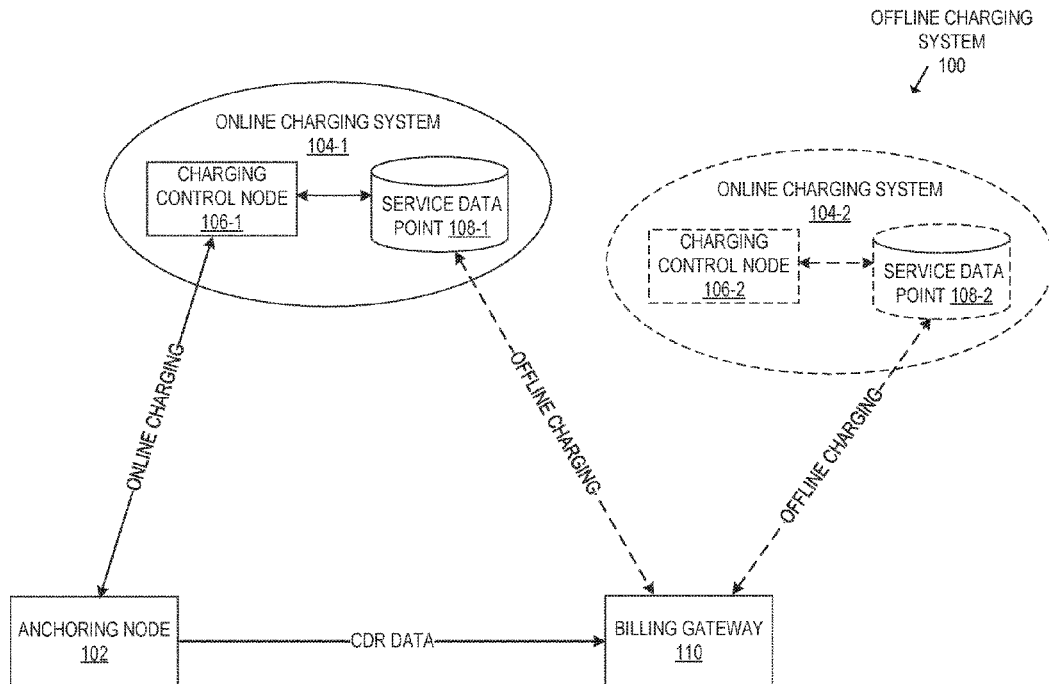 OFFLINE CHARGING
SYSTEM
100
ONLINE CHARGING SYSTEM
104-1
CHARGING
CONTROL NODE
106-1
SERVICE DATA
POINT 108-1
ONLINE CHARGING SYSTEM
104-2
CHARGING
CONTROL NODE
106-2
SERVICE DATA
POINT 108-2
ONLINE CHARGING
OFFLINE CHARGING
OFFLINE CHARGING
ANCHORING NODE
102
CDR DATA
BILLING GATEWAY
110